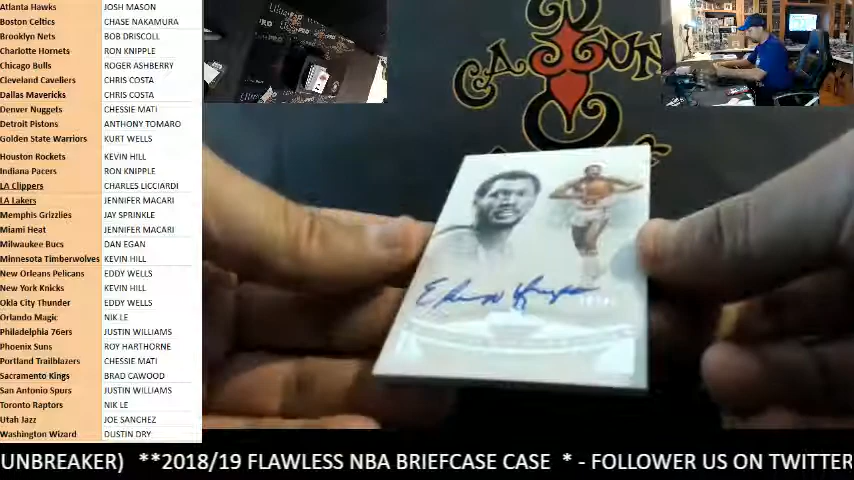 Atlanta Hawks JOSH MASON
Boston Celtics CHASE NAKAMURA
Brooklyn Nets BOB DRISCOLL
Charlotte Hornets RON KNIPPLE
Chicago Bulls ROGER ASHBERRY
Cleveland Caveliers CHRIS COSTA
Dallas Mavericks CHRIS COSTA
Denver Nuggets CHESSIE MATI
Detroit Pistons ANTHONY TOMARO
Golden State Warriors KURT WELLS
Houston Rockets KEVIN HILL
Indiana Pacers RON KNIPPLE
LA Clippers CHARLES LICCIARDI
LA Lakers JENNIFER MACARI
Memphis Grizzlies JAY SPRINKLE
Miami Heat JENNIFER MACARI
Milwaukee Bucs DAN EGAN
Minnesota Timberwolves KEVIN HILL
New Orleans Pelicans EDDY WELLS
New York Knicks KEVIN HILL
Okla City Thunder EDDY WELLS
Orlando Magic NIK LE
Philadelphia 76ers JUSTIN WILLIAMS
Phoenix Suns ROY HARTHORNE
Portland Trailblazers CHESSIE MATI
Sacramento Kings BRAD CAWOOD
San Antonio Spurs JUSTIN WILLIAMS
Toronto Raptors NIK LE
Utah Jazz JOE SANCHEZ
Washington Wizard DUSTIN DRY
CAJUN
UNBREAKER) **2018/19 FLAWLESS NBA BRIEFCASE CASE * - FOLLOWER US ON TWITTER